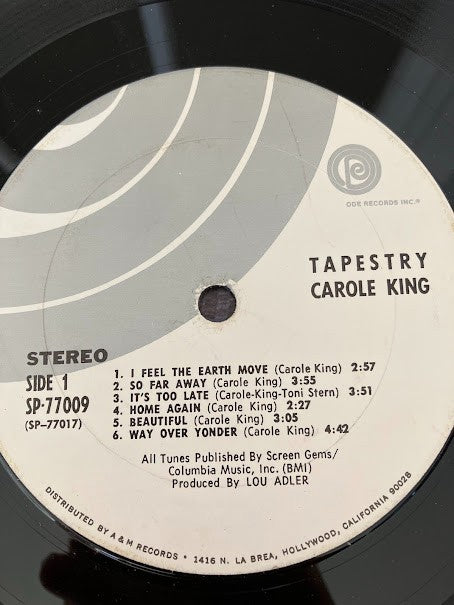 ODE RECORDS INC.®
TAPESTRY
CAROLE KING
STEREO
SIDE 1
SP-77009
(SP-77017)
1. I FEEL THE EARTH MOVE (Carole King) 2:57
2. SO FAR AWAY (Carole King) 3:55
3. IT'S TOO LATE (Carole-King-Toni Stern) 3:51
4. HOME AGAIN (Carole King) 2:27
5. BEAUTIFUL (Carole King) 3:05
6. WAY OVER YONDER (Carole King) 4:42
All Tunes Published By Screen Gems/
Columbia Music, Inc. (BMI)
Produced By LOU ADLER
DISTRIBUTED BY A & M RECORDS • 1416 N. LA BREA, HOLLYWOOD, CALIFORNIA 90028